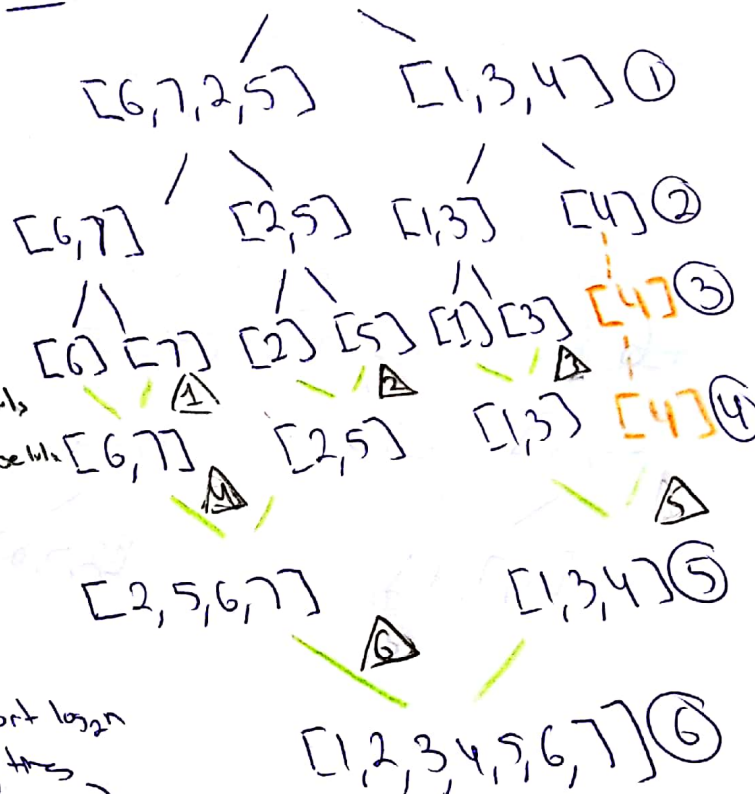 [6,7,2,5] [1,3,4] ①
[6,7] [2,5] [1,3] [4] ②
[6] [7] [2] [5] [1] [3] [4] ③
1 2 3
[6,7] [2,5] [1,3] [4] ④
4 5
[2,5,6,7] [1,3,4] ⑤
6
[1,2,3,4,5,6,7] ⑥
log₂n